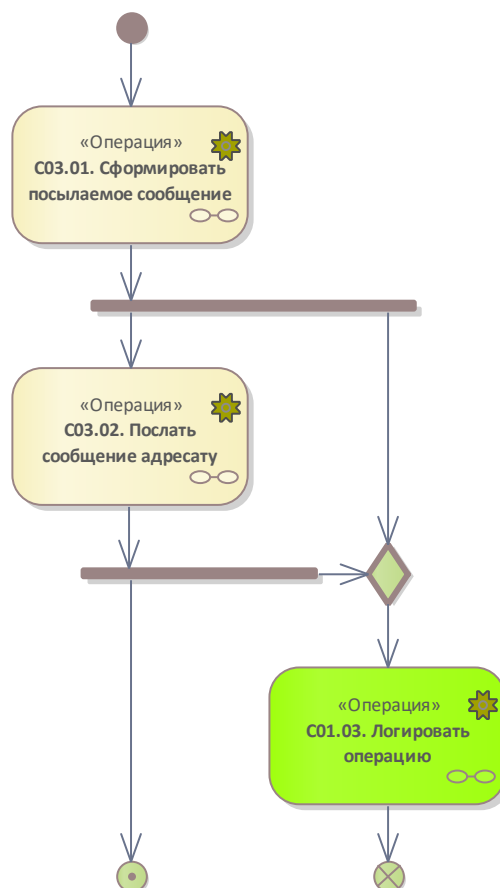 «Операция»
C03.01. Сформировать
посылаемое сообщение
«Операция»
C03.02. Послать
сообщение адресату
«Операция»
C01.03. Логировать
операцию